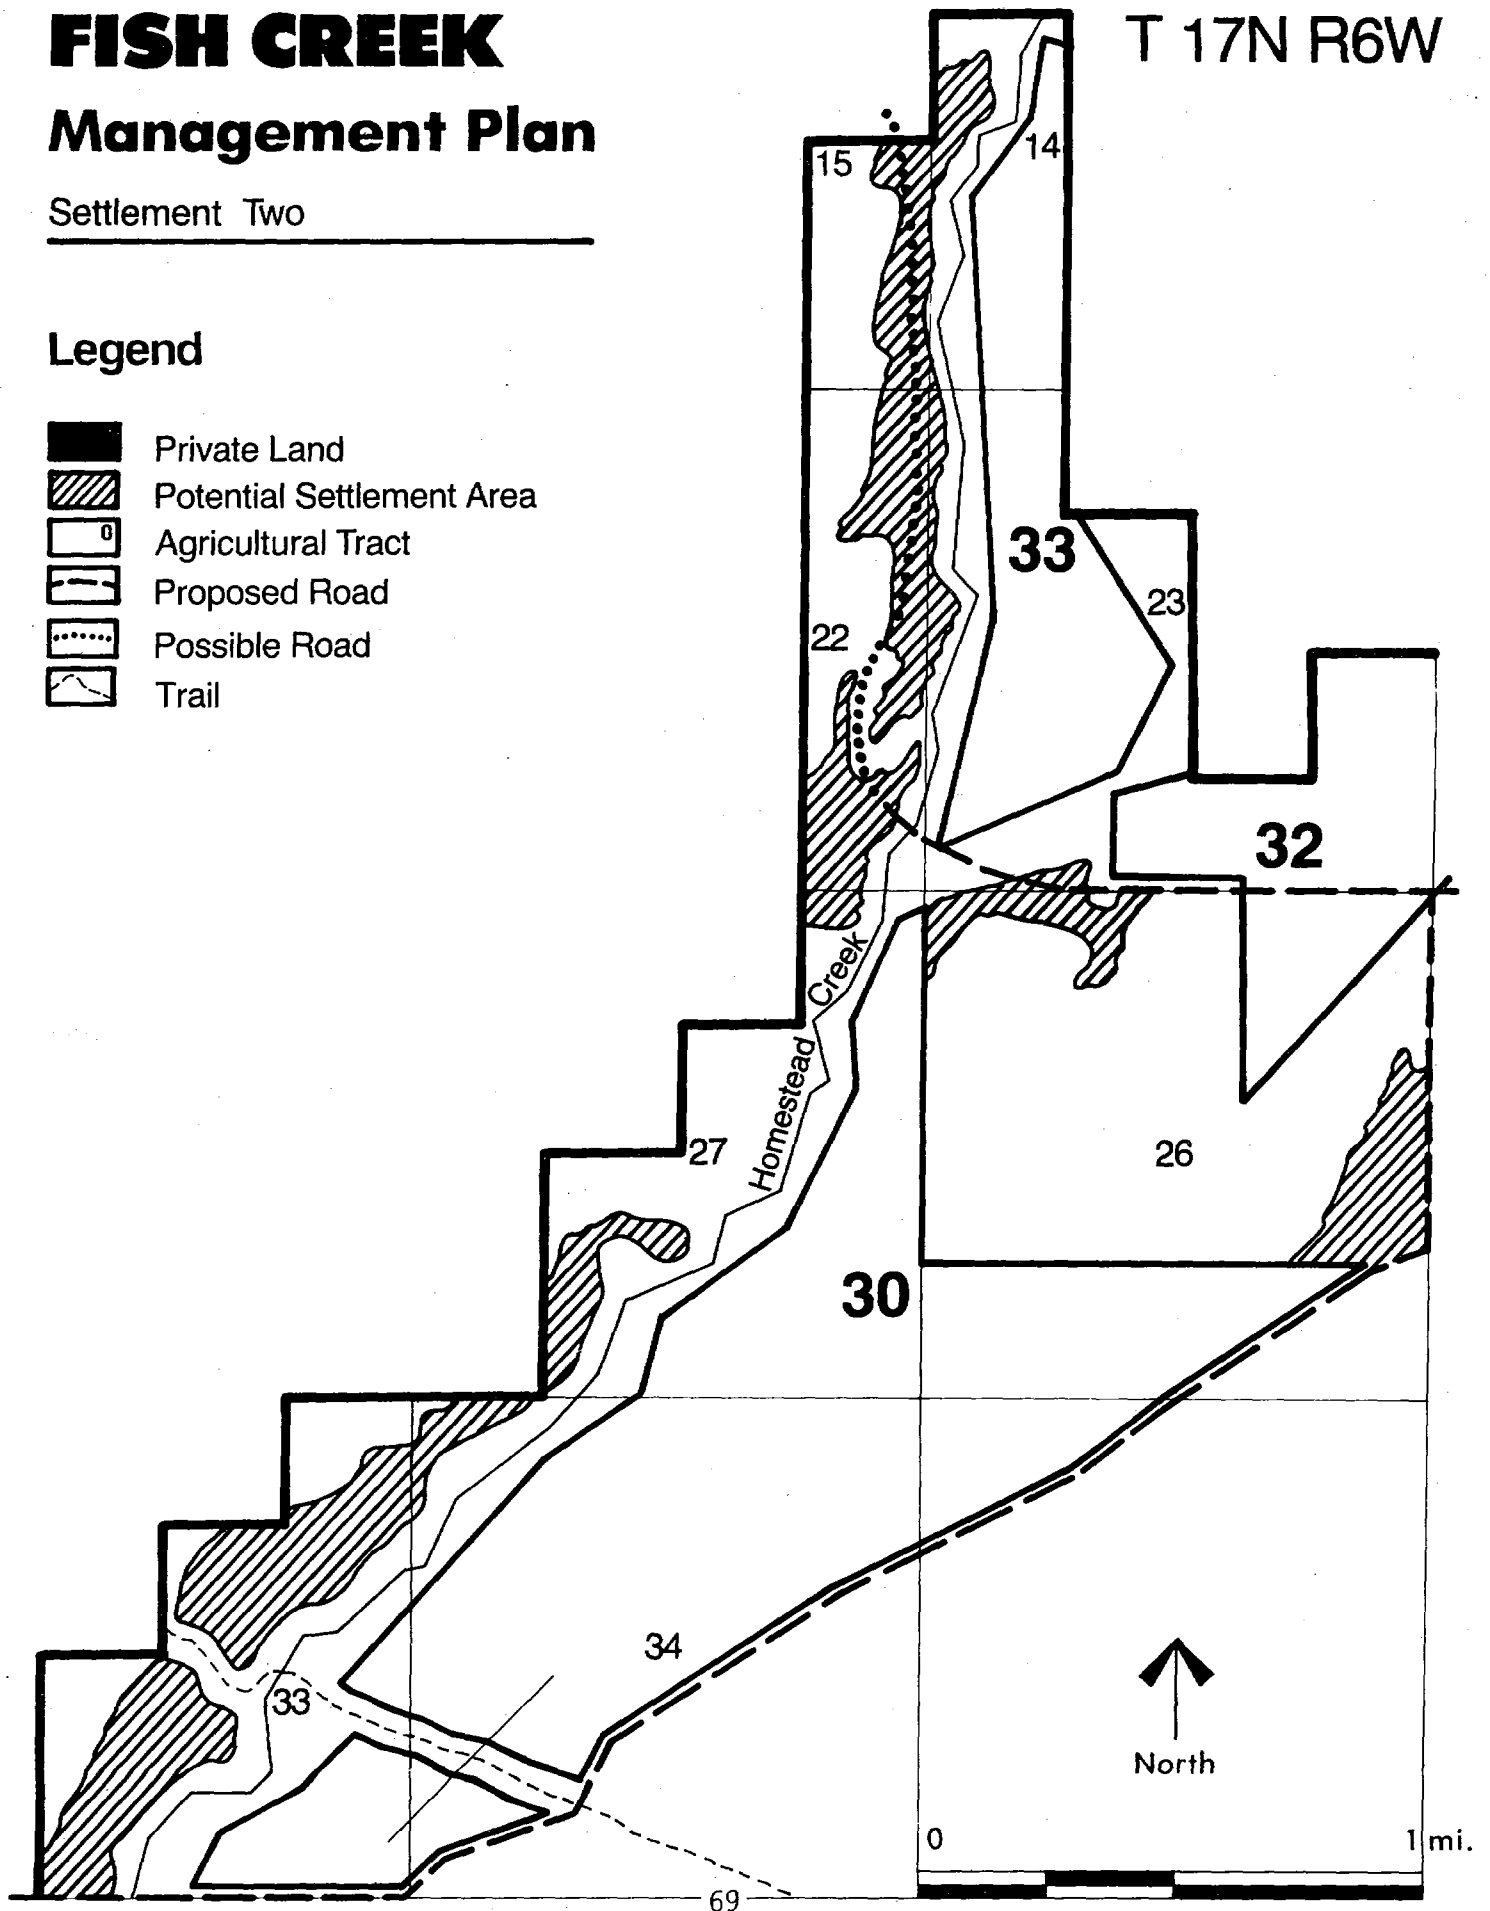 FISH CREEK
Management Plan
Settlement Two
T 17N R6W
Legend
Private Land
Potential Settlement Area
Agricultural Tract
Proposed Road
Possible Road
Trail
15
14
33
23
22
32
Homestead Creek
27
26
30
34
33
North
0
1 mi.
69